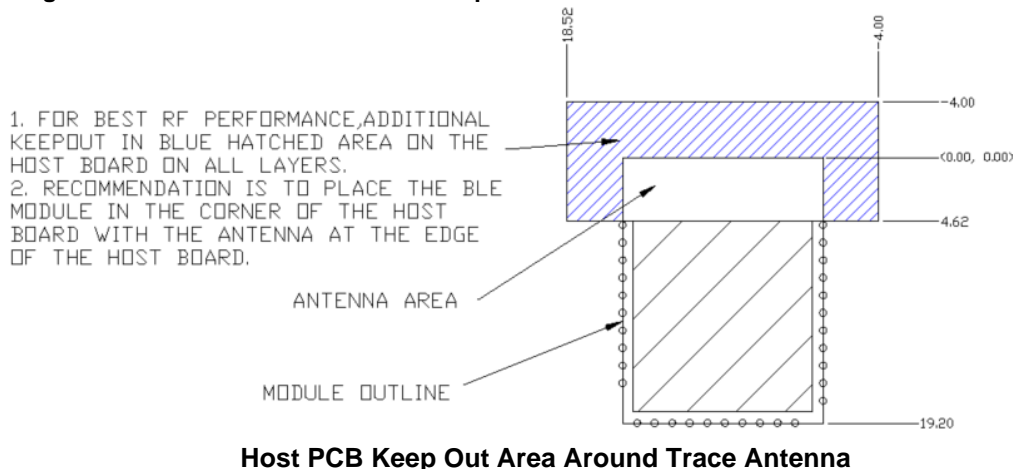 18.52
-4.00
-4.00
1. FOR BEST RF PERFORMANCE,ADDITIONAL
KEEPOUT IN BLUE HATCHED AREA ON THE
HOST BOARD ON ALL LAYERS.
(0.00, 0.00)
2. RECOMMENDATION IS TO PLACE THE BLE
MODULE IN THE CORNER OF THE HOST
BOARD WITH THE ANTENNA AT THE EDGE
OF THE HOST BOARD.
4.62
ANTENNA AREA
MODULE OUTLINE
19.20
Host PCB Keep Out Area Around Trace Antenna